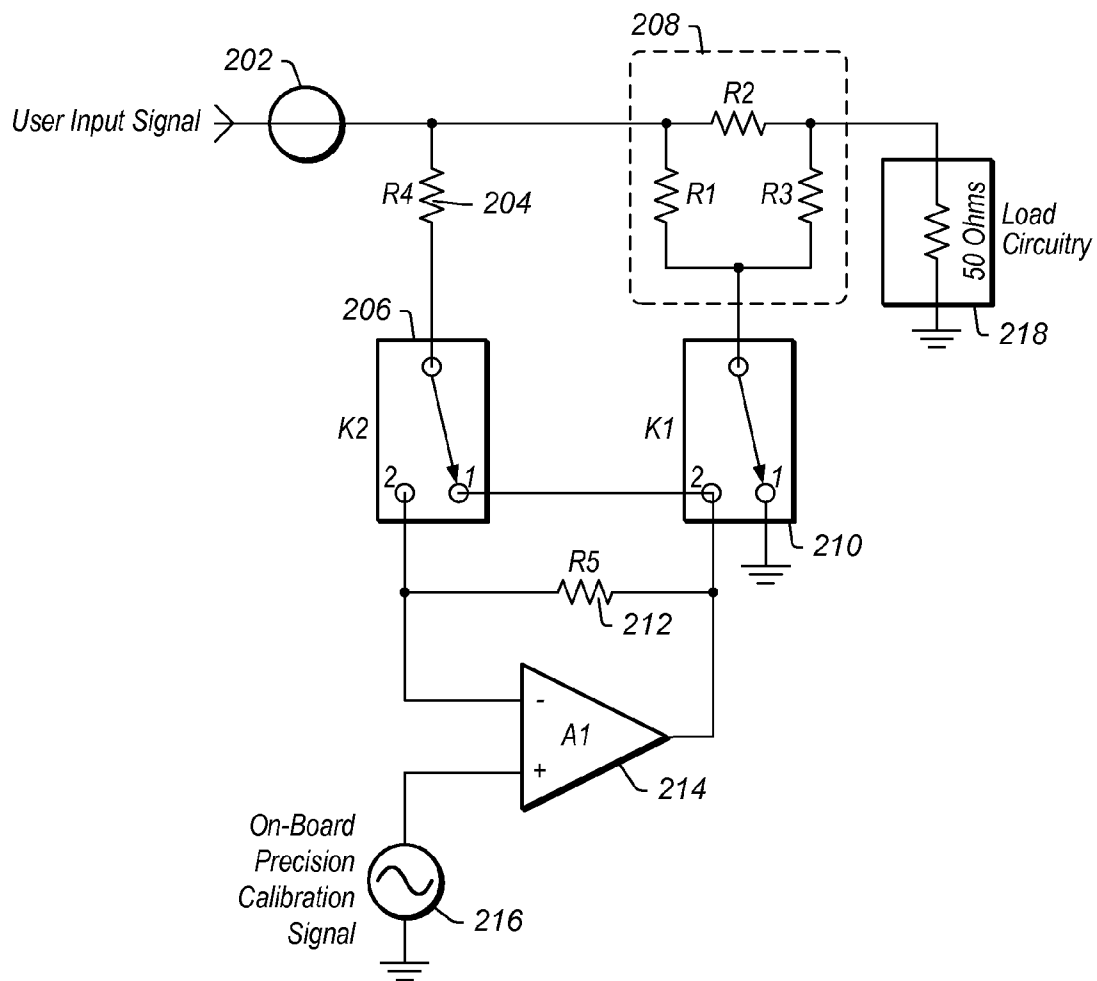 208
202
R2
User Input Signal
R4
204
R1
R3
50 Ohms
Load
Circuitry
218
206
K2
K1
2
1
2
1
210
R5
212
-
A1
+
214
On-Board
Precision
Calibration
Signal
216